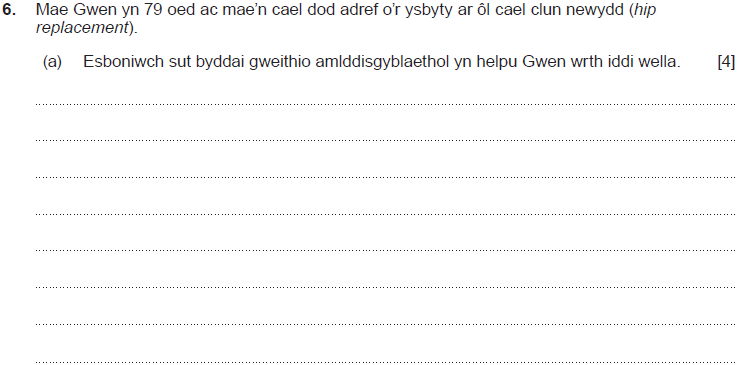 6. Mae Gwen yn 79 oed ac mae'n cael dod adref o'r ysbyty ar ôl cael clun newydd (hip
replacement).
(a) Esboniwch sut byddai gweithio amlddisgyblaethol yn helpu Gwen wrth iddi wella. [4]